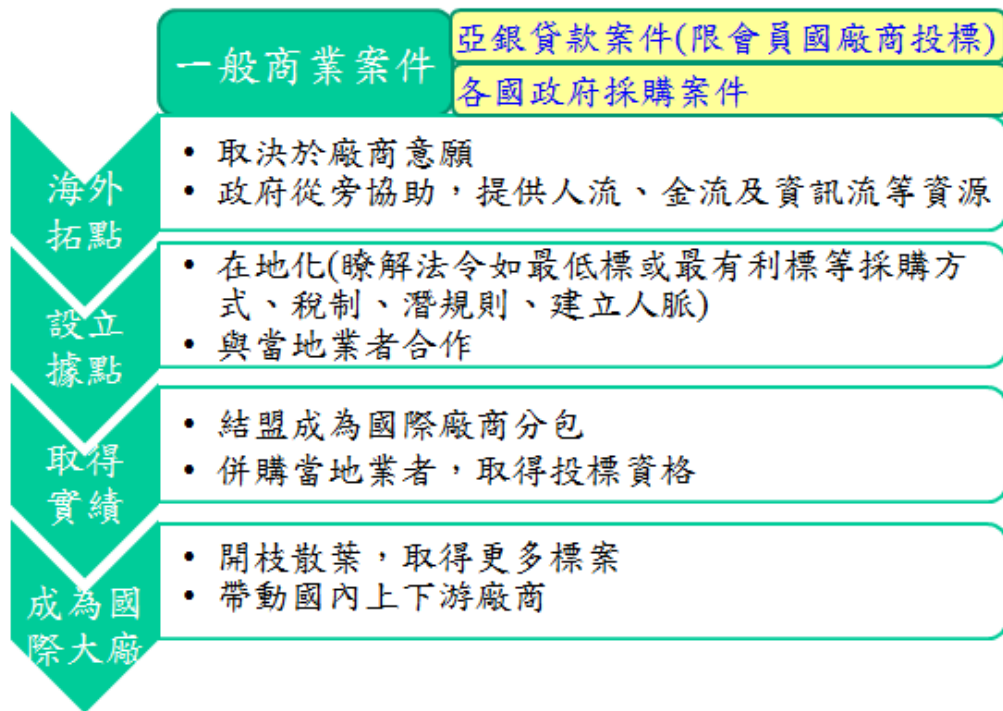 一般商業案件
亞銀貸款案件(限會員國廠商投標)
各國政府採購案件
海外
拓點
• 取決於廠商意願
• 政府從旁協助，提供人流、金流及資訊流等資源
設立
據點
• 在地化(瞭解法令如最低標或最有利標等採購方
式、稅制、潛規則、建立人脈)
• 與當地業者合作
取得
實績
• 結盟成為國際廠商分包
• 併購當地業者，取得投標資格
成為國
際大廠
• 開枝散葉，取得更多標案
• 帶動國內上下游廠商